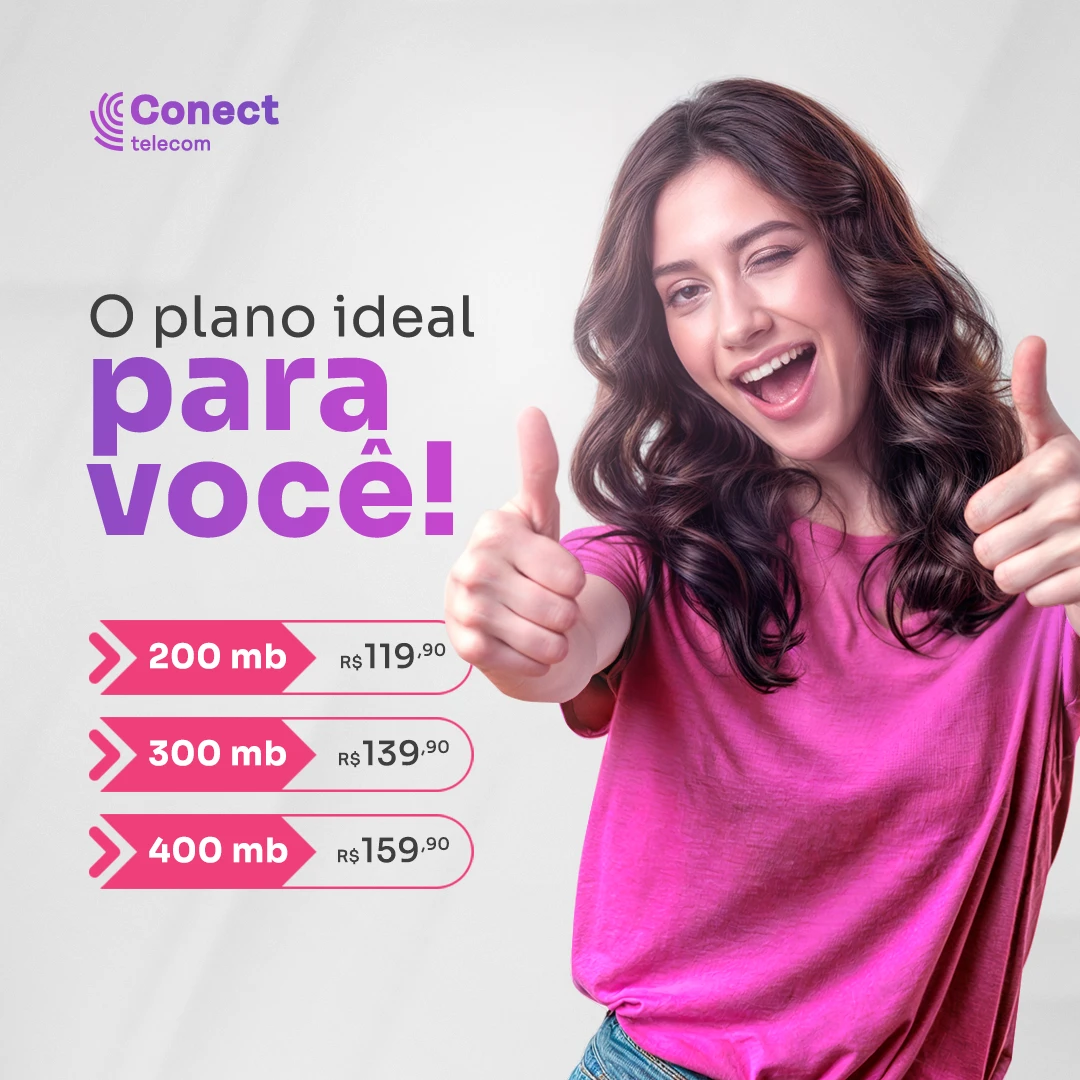 Conect
telecom
O plano ideal
para
você!
200 mb R$119,90
300 mb R$139,90
400 mb R$159,90